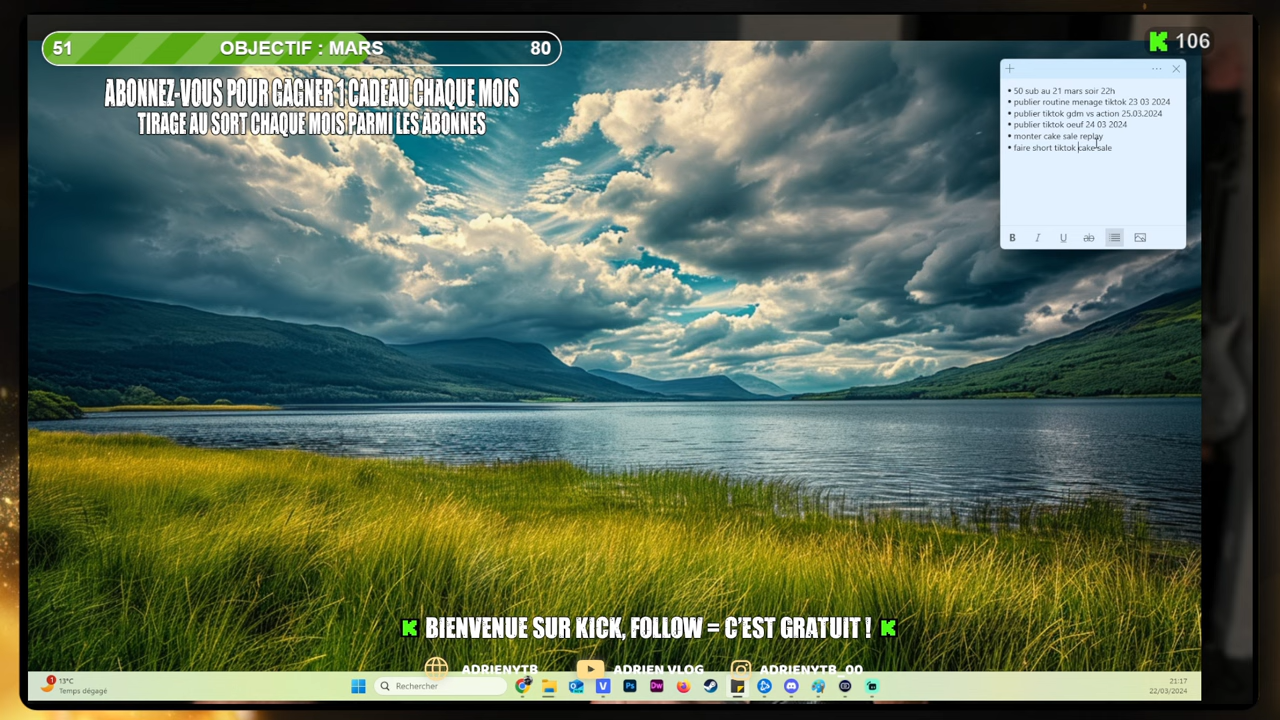 51 OBJECTIF : MARS 80
K 106
ABONNEZ-VOUS POUR GAGNER 1 CADEAU CHAQUE MOIS
TIRAGE AU SORT CHAQUE MOIS PARMI LES ABONNES
50 sub au 21 mars soir 22h
publier routine menage tiktok 23 03 2024
publier tiktok gdm vs action 25.03.2024
publier tiktok oeuf 24 03 2024
monter cake sale replay
faire short tiktok cake sale
B I U ab
K BIENVENUE SUR KICK, FOLLOW = C'EST GRATUIT ! K
ADRIENYTB ADRIEN VLOG ADRIENYTB_00
1 13°C
Temps dégagé
Rechercher
V Ps Dw
21:17
22/03/2024